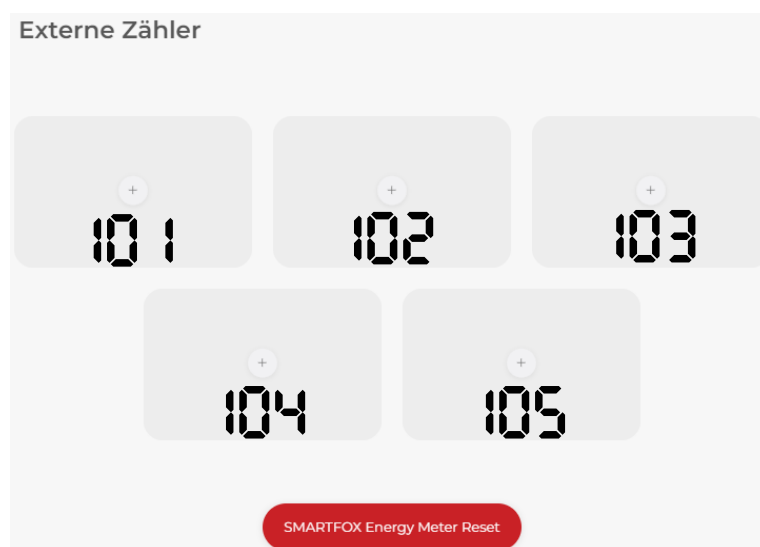 Externe Zähler
+ + +
101 102 103
+ +
104 105
SMARTFOX Energy Meter Reset